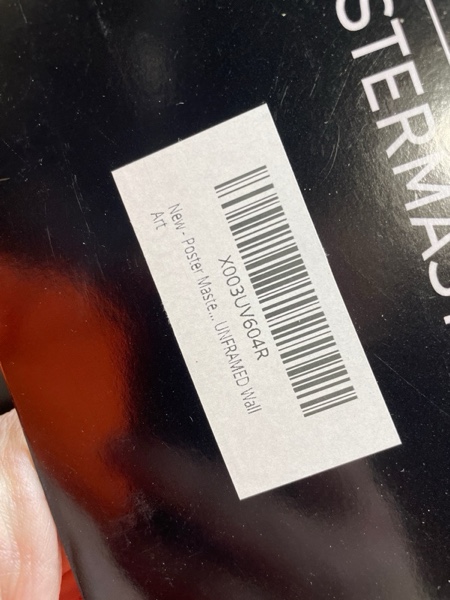 STERMAS
X003UV604R
New - Poster Maste... UNFRAMED Wall
Art